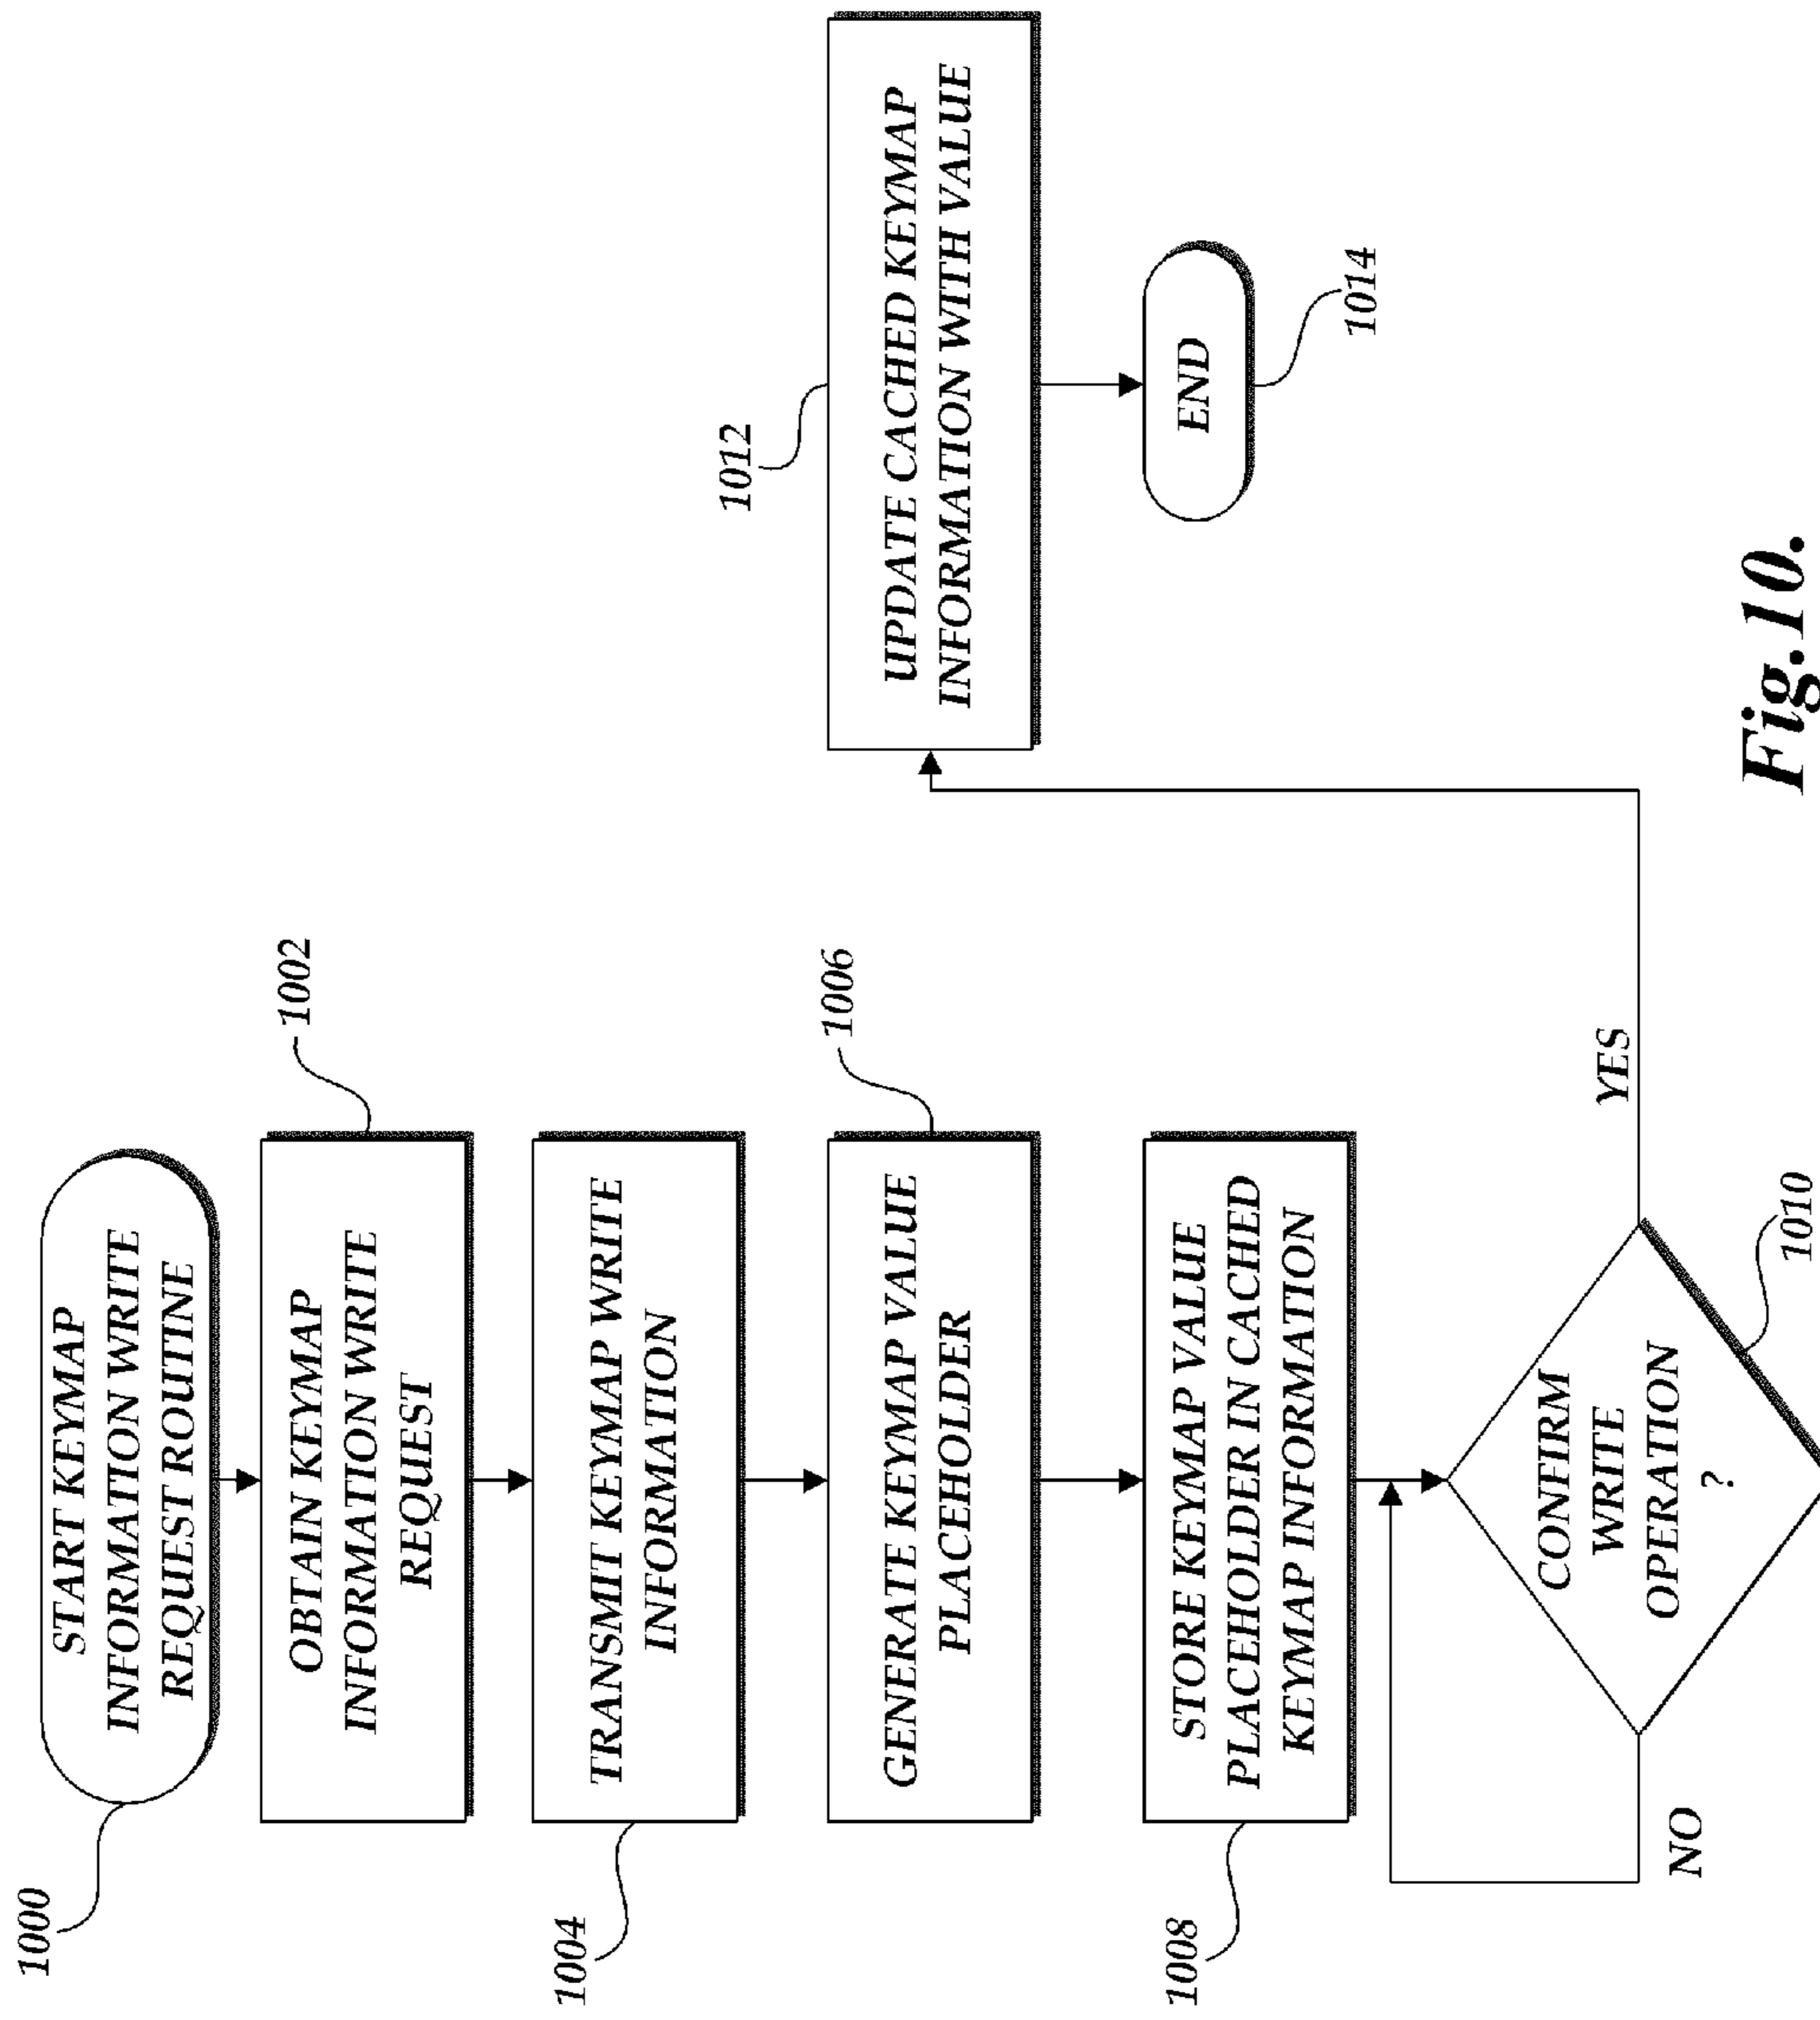 1000
START KEYMAP
INFORMATION WRITE
REQUEST ROUTINE
1002
OBTAIN KEYMAP
INFORMATION WRITE
REQUEST
1004
TRANSMIT KEYMAP WRITE
INFORMATION
1006
GENERATE KEYMAP VALUE
PLACEHOLDER
1008
STORE KEYMAP VALUE
PLACEHOLDER IN CACHED
KEYMAP INFORMATION
CONFIRM
WRITE
OPERATION
?
1010
NO
YES
1012
UPDATE CACHED KEYMAP
INFORMATION WITH VALUE
END
1014
Fig.10.